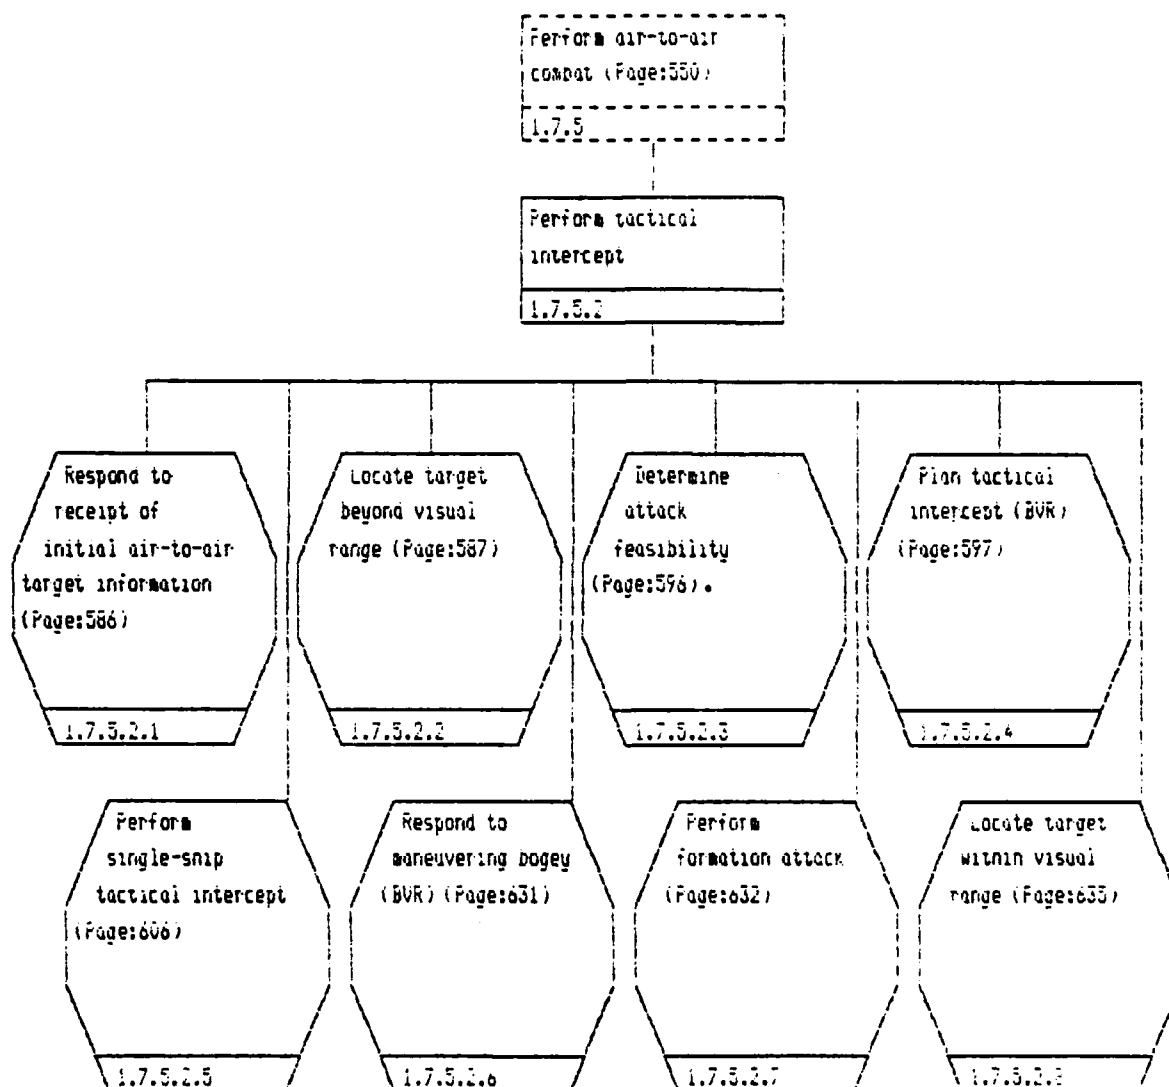 Perform air-to-air
combat (Page:550)
1.7.5
Perform tactical
intercept
1.7.5.2
Respond to
receipt of
initial air-to-air
target information
(Page:586)
1.7.5.2.1
Locate target
beyond visual
range (Page:587)
1.7.5.2.2
Determine
attack
feasibility
(Page:596).
1.7.5.2.3
Plan tactical
intercept (BVR)
(Page:597)
1.7.5.2.4
Perform
single-ship
tactical intercept
(Page:606)
1.7.5.2.5
Respond to
maneuvering bogey
(BVR) (Page:631)
1.7.5.2.6
Perform
formation attack
(Page:632)
1.7.5.2.7
Locate target
within visual
range (Page:635)
1.7.5.2.8